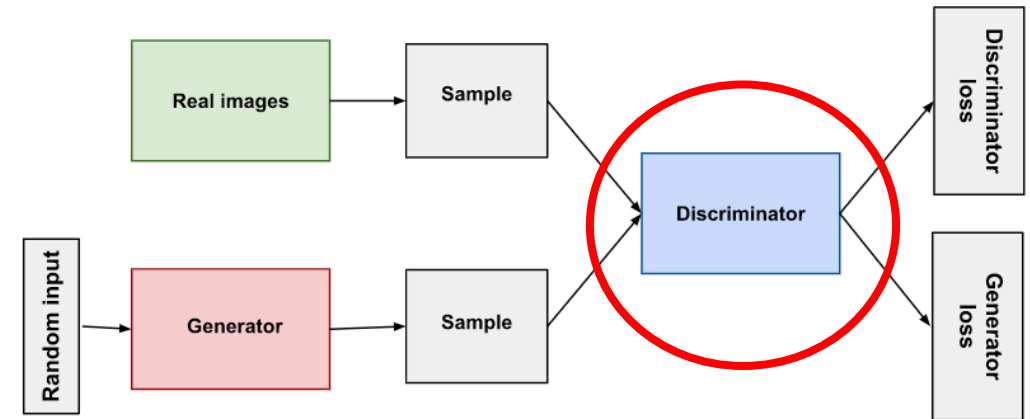 Real images
Sample
Discriminator
Discriminator
loss
Random input
Generator
Sample
Generator
loss